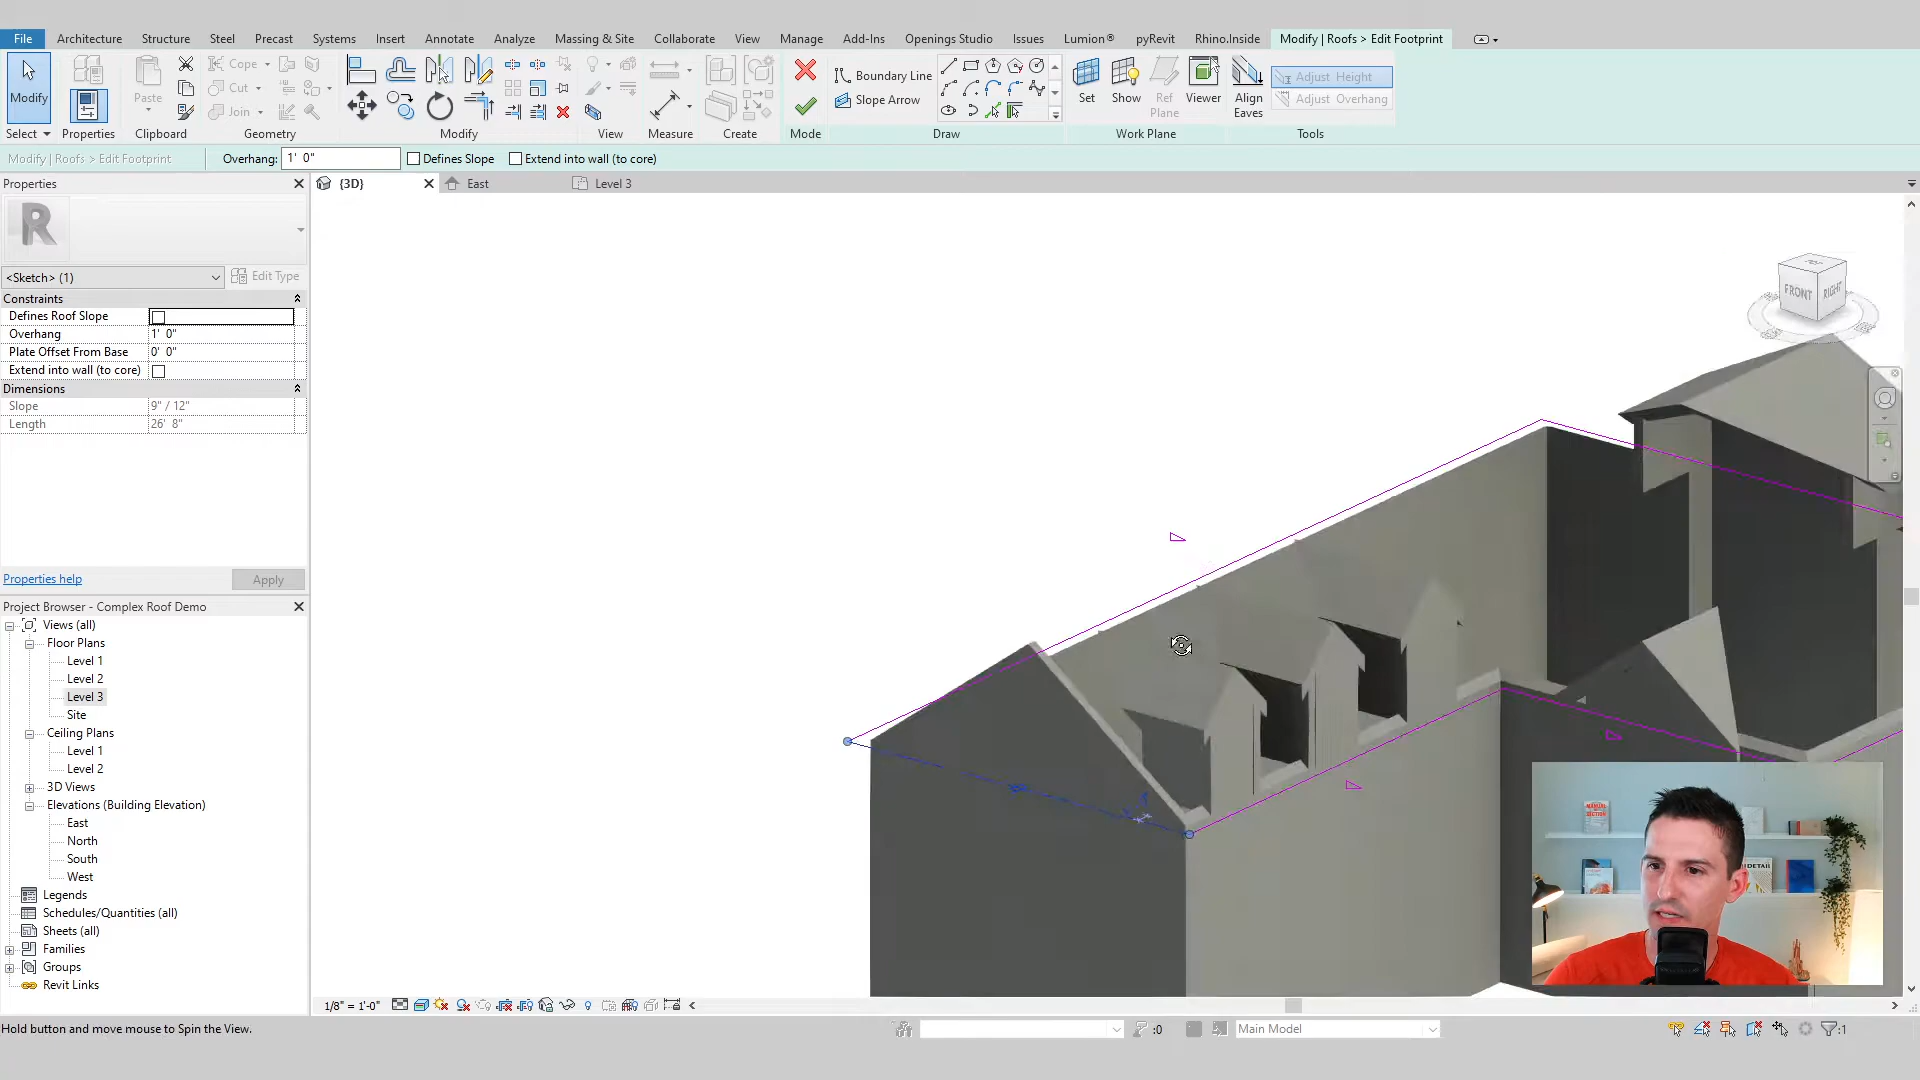 File Architecture Structure Steel Precast Systems Insert Annotate Analyze Massing & Site Collaborate View Manage Add-Ins Openings Studio Issues Lumion® pyRevit Rhino.Inside Modify | Roofs > Edit Footprint
Modify
Paste
Cope
Cut
Join
Boundary Line
Slope Arrow
Set Show Ref Plane Viewer
Align Eaves
Adjust Height
Adjust Overhang
Select Properties Clipboard Geometry Modify View Measure Create Mode Draw Work Plane Tools
Modify | Roofs > Edit Footprint Overhang: 1' 0" Defines Slope Extend into wall (to core)
Properties
{3D} East Level 3
R
<Sketch> (1) Edit Type
Constraints
Defines Roof Slope
Overhang 1' 0"
Plate Offset From Base 0' 0"
Extend into wall (to core)
Dimensions
Slope 9" / 12"
Length 26' 8"
Properties help Apply
FRONT RIGHT
Project Browser - Complex Roof Demo
Views (all)
Floor Plans
Level 1
Level 2
Level 3
Site
Ceiling Plans
Level 1
Level 2
3D Views
Elevations (Building Elevation)
East
North
South
West
Legends
Schedules/Quantities (all)
Sheets (all)
Families
Groups
Revit Links
1/8" = 1'-0"
Hold button and move mouse to Spin the View.
:0 Main Model :1